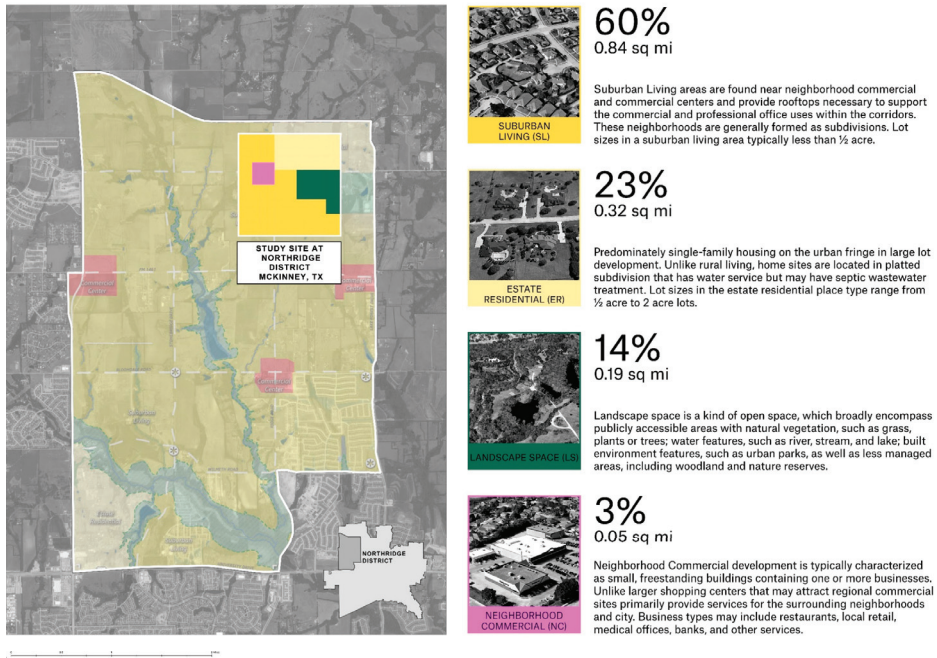 STUDY SITE AT
NORTHRIDGE
DISTRICT
MCKINNEY, TX
Commercial
Center
Commercial
Center
NORTHRIDGE
DISTRICT
60%
0.84 sq mi
Suburban Living areas are found near neighborhood commercial
and commercial centers and provide rooftops necessary to support
the commercial and professional office uses within the corridors.
These neighborhoods are generally formed as subdivisions. Lot
sizes in a suburban living area typically less than ½ acre.
SUBURBAN
LIVING (SL)
23%
0.32 sq mi
Predominately single-family housing on the urban fringe in large lot
development. Unlike rural living, home sites are located in platted
subdivision that has water service but may have septic wastewater
treatment. Lot sizes in the estate residential place type range from
½ acre to 2 acre lots.
ESTATE
RESIDENTIAL (ER)
14%
0.19 sq mi
Landscape space is a kind of open space, which broadly encompass
publicly accessible areas with natural vegetation, such as grass,
plants or trees; water features, such as river, stream, and lake; built
environment features, such as urban parks, as well as less managed
areas, including woodland and nature reserves.
LANDSCAPE SPACE (LS)
3%
0.05 sq mi
Neighborhood Commercial development is typically characterized
as small, freestanding buildings containing one or more businesses.
Unlike larger shopping centers that may attract regional commercial
sites primarily provide services for the surrounding neighborhoods
and city. Business types may include restaurants, local retail,
medical offices, banks, and other services.
NEIGHBORHOOD
COMMERCIAL (NC)